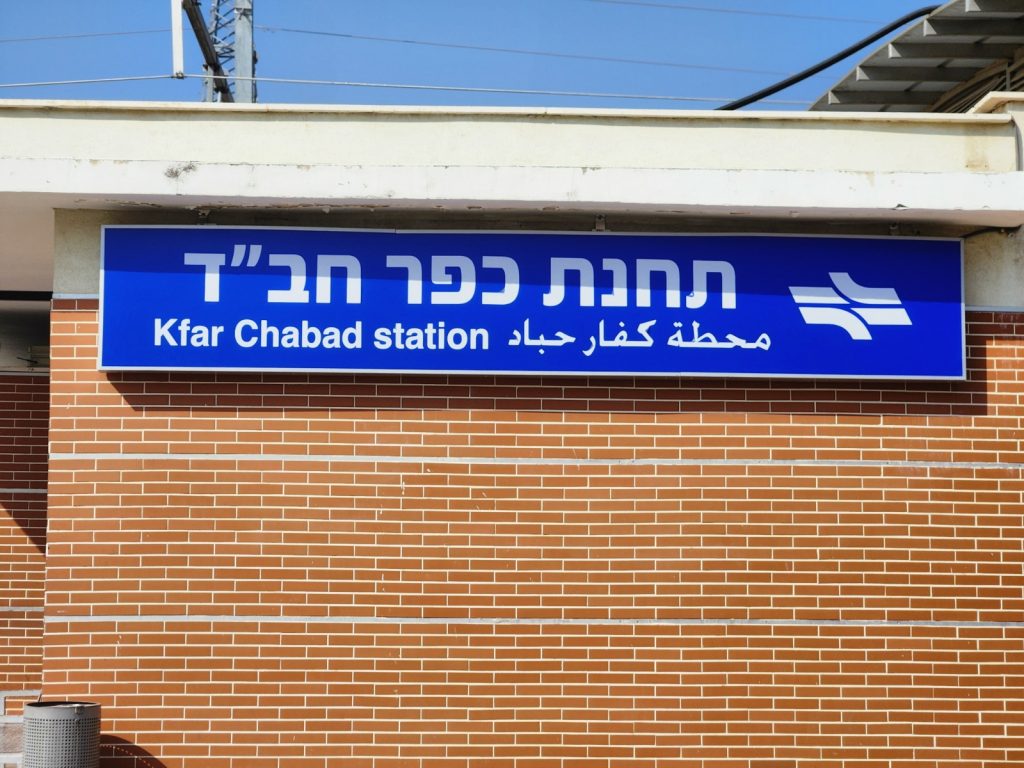 תחנת כפר חב"ד
Kfar Chabad station محطة كفار حباد